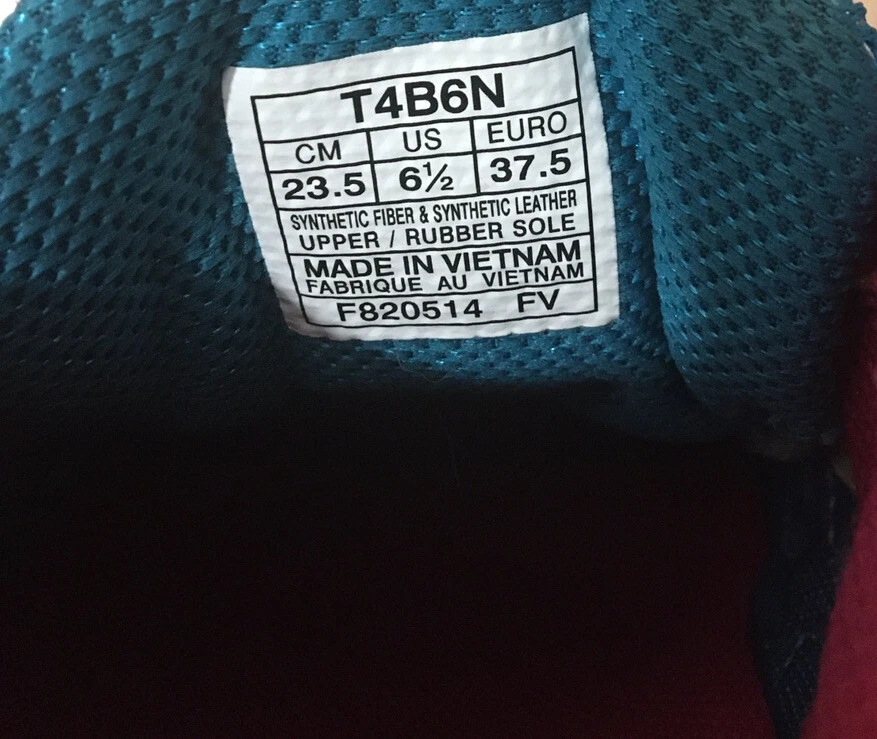 T4B6N
CM US EURO
23.5 6½ 37.5
SYNTHETIC FIBER & SYNTHETIC LEATHER
UPPER / RUBBER SOLE
MADE IN VIETNAM
FABRIQUE AU VIETNAM
F820514 FV